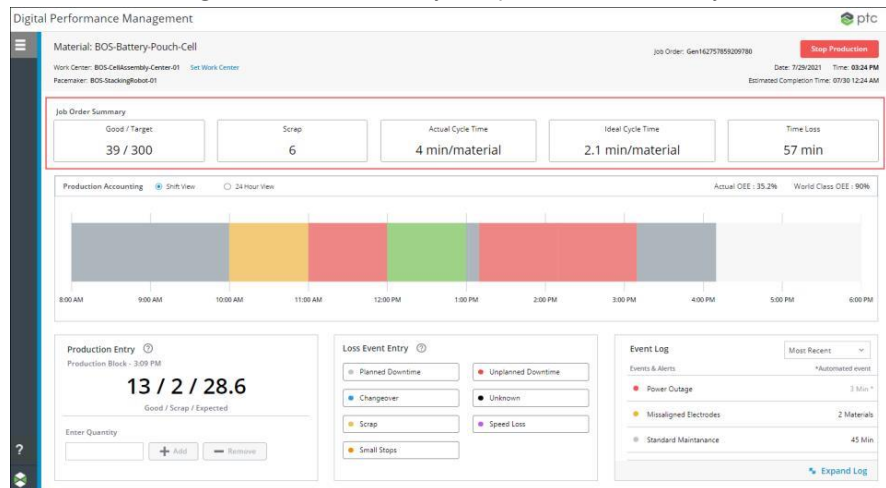 Digital Performance Management
ptc
Material: BOS-Battery-Pouch-Cell
Job Order: Gen162757859209780
Stop Production
Work Center: BOS-CellAssembly-Center-01 Set Work Center
Date: 7/29/2021 Time: 03:24 PM
Pacemaker: BOS-StackingRobot-01
Estimated Completion Time: 07/30 12:24 AM
Job Order Summary
Good / Target
Scrap
Actual Cycle Time
Ideal Cycle Time
Time Loss
39 / 300
6
4 min/material
2.1 min/material
57 min
Production Accounting Shift View 24 Hour View
Actual OEE : 35.2% World Class OEE : 90%
8:00 AM 9:00 AM 10:00 AM 11:00 AM 12:00 PM 1:00 PM 2:00 PM 3:00 PM 4:00 PM 5:00 PM 6:00 PM
Production Entry ?
Production Block - 3:09 PM
13 / 2 / 28.6
Good / Scrap / Expected
Enter Quantity
+ Add − Remove
Loss Event Entry ?
Planned Downtime
Unplanned Downtime
Changeover
Unknown
Scrap
Speed Loss
Small Stops
Event Log
Most Recent
Events & Alerts *Automated event
Power Outage 3 Min *
Missaligned Electrodes 2 Materials
Standard Maintanance 45 Min
Expand Log
?